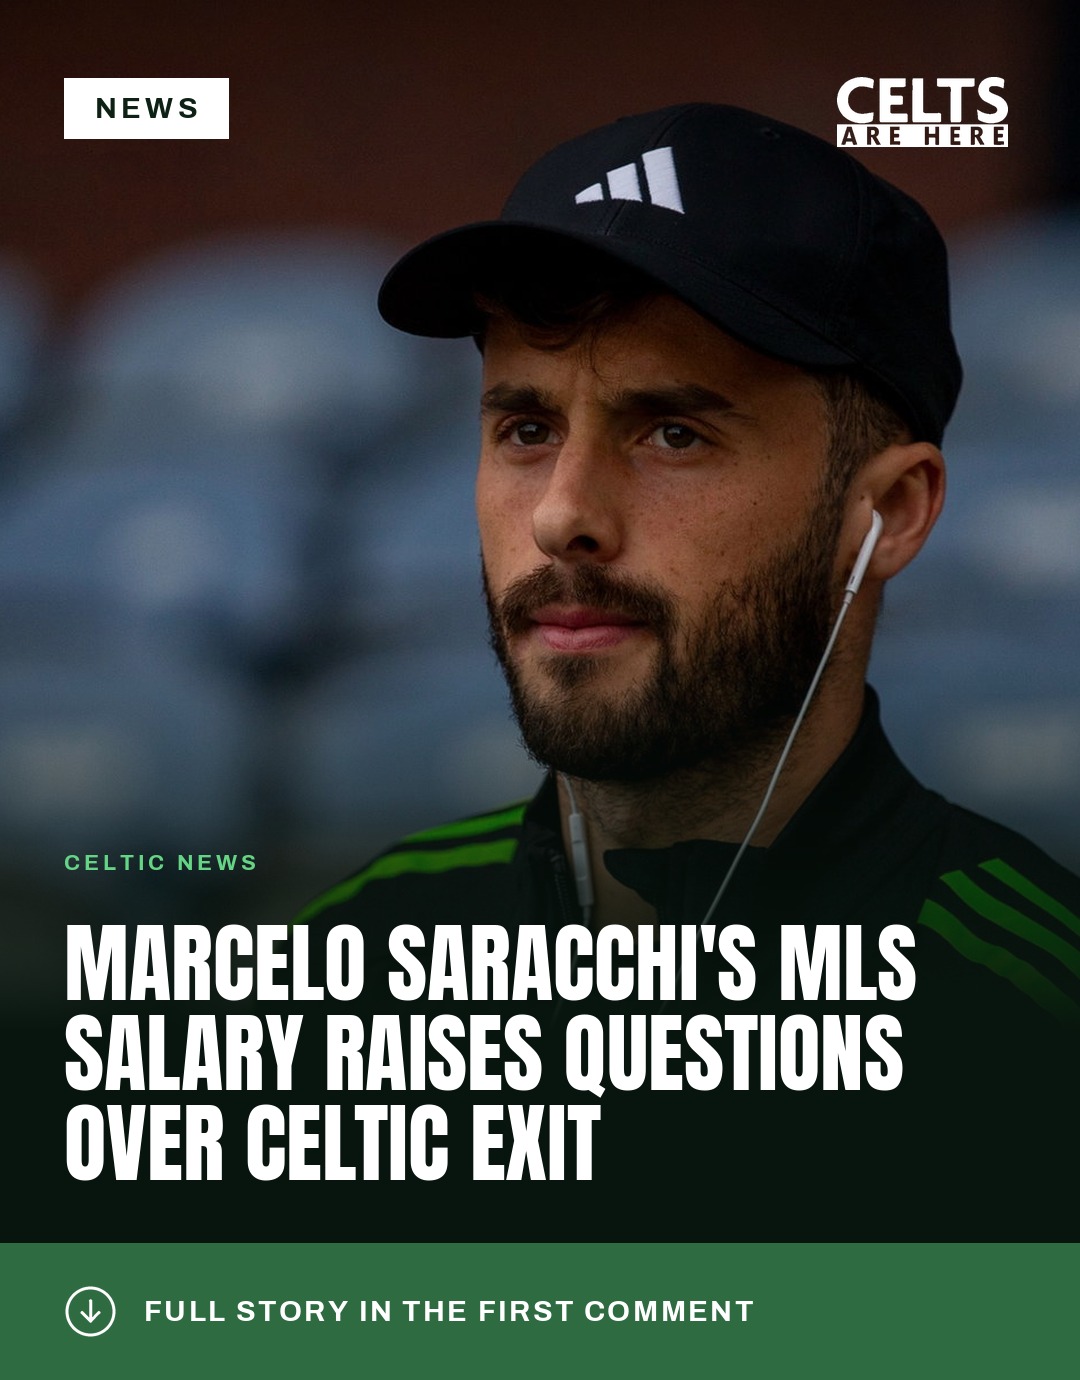 NEWS
CELTS
ARE HERE
CELTIC NEWS
MARCELO SARACCHI'S MLS
SALARY RAISES QUESTIONS
OVER CELTIC EXIT
FULL STORY IN THE FIRST COMMENT